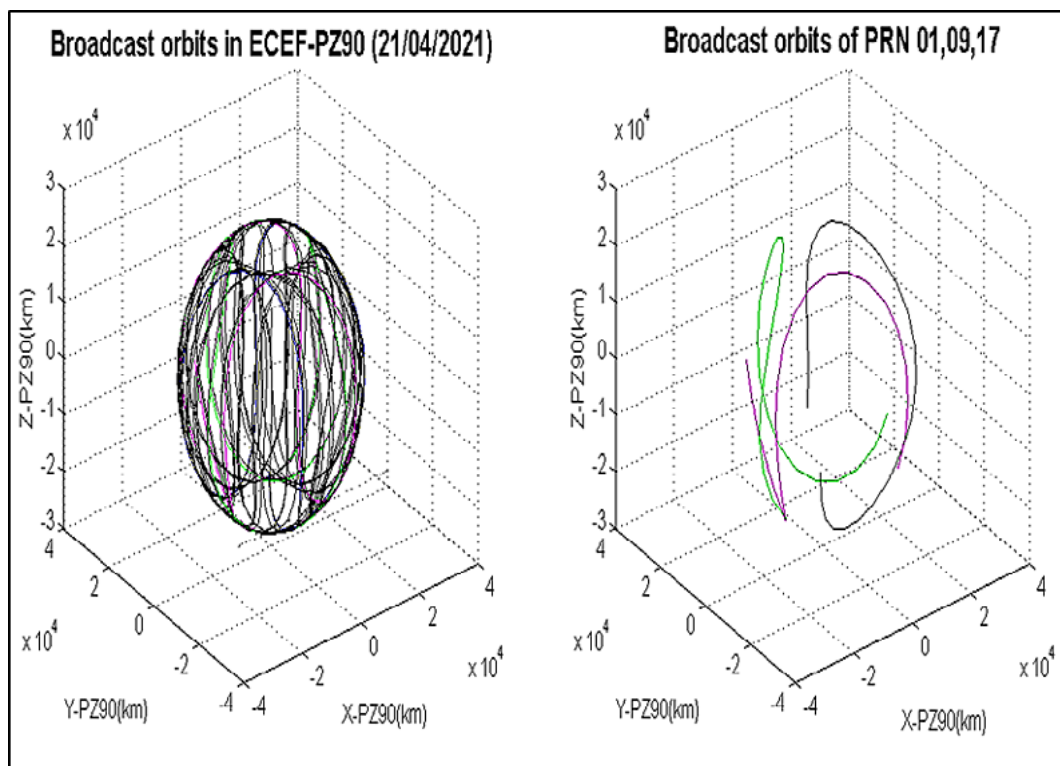 Broadcast orbits in ECEF-PZ90 (21/04/2021)
x 10^4
3
2
1
0
-1
-2
-3
Z-PZ90(km)
4
2
0
-2
-4
x 10^4
Y-PZ90(km)
-4
-2
0
2
4
x 10^4
X-PZ90(km)
Broadcast orbits of PRN 01,09,17
x 10^4
3
2
1
0
-1
-2
-3
Z-PZ90(km)
4
2
0
-2
-4
x 10^4
Y-PZ90(km)
-4
-2
0
2
4
x 10^4
X-PZ90(km)